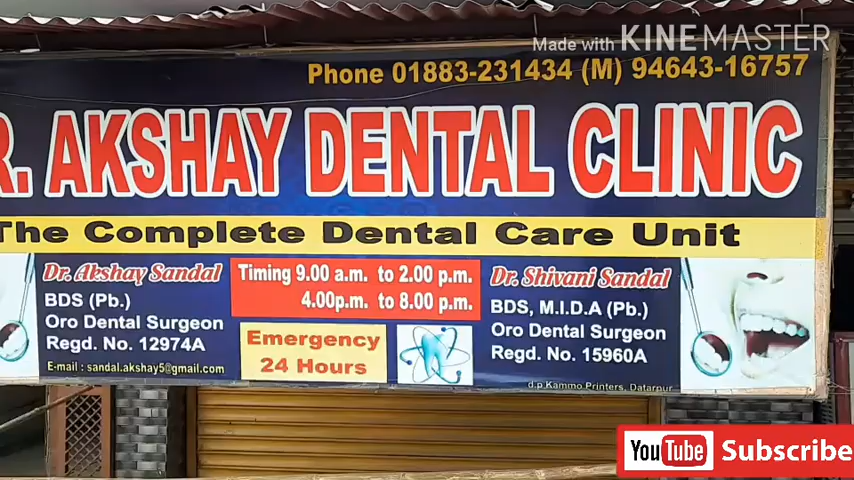 Made with KINEMASTER
Phone 01883-231434 (M) 94643-16757
R. AKSHAY DENTAL CLINIC
The Complete Dental Care Unit
Dr. Akshay Sandal
BDS (Pb.)
Oro Dental Surgeon
Regd. No. 12974A
E-mail : sandal.akshay5@gmail.com
Timing 9.00 a.m. to 2.00 p.m.
4.00p.m. to 8.00 p.m.
Emergency
24 Hours
Dr. Shivani Sandal
BDS, M.I.D.A (Pb.)
Oro Dental Surgeon
Regd. No. 15960A
d.p Kammo Printers, Datarpur
YouTube Subscribe